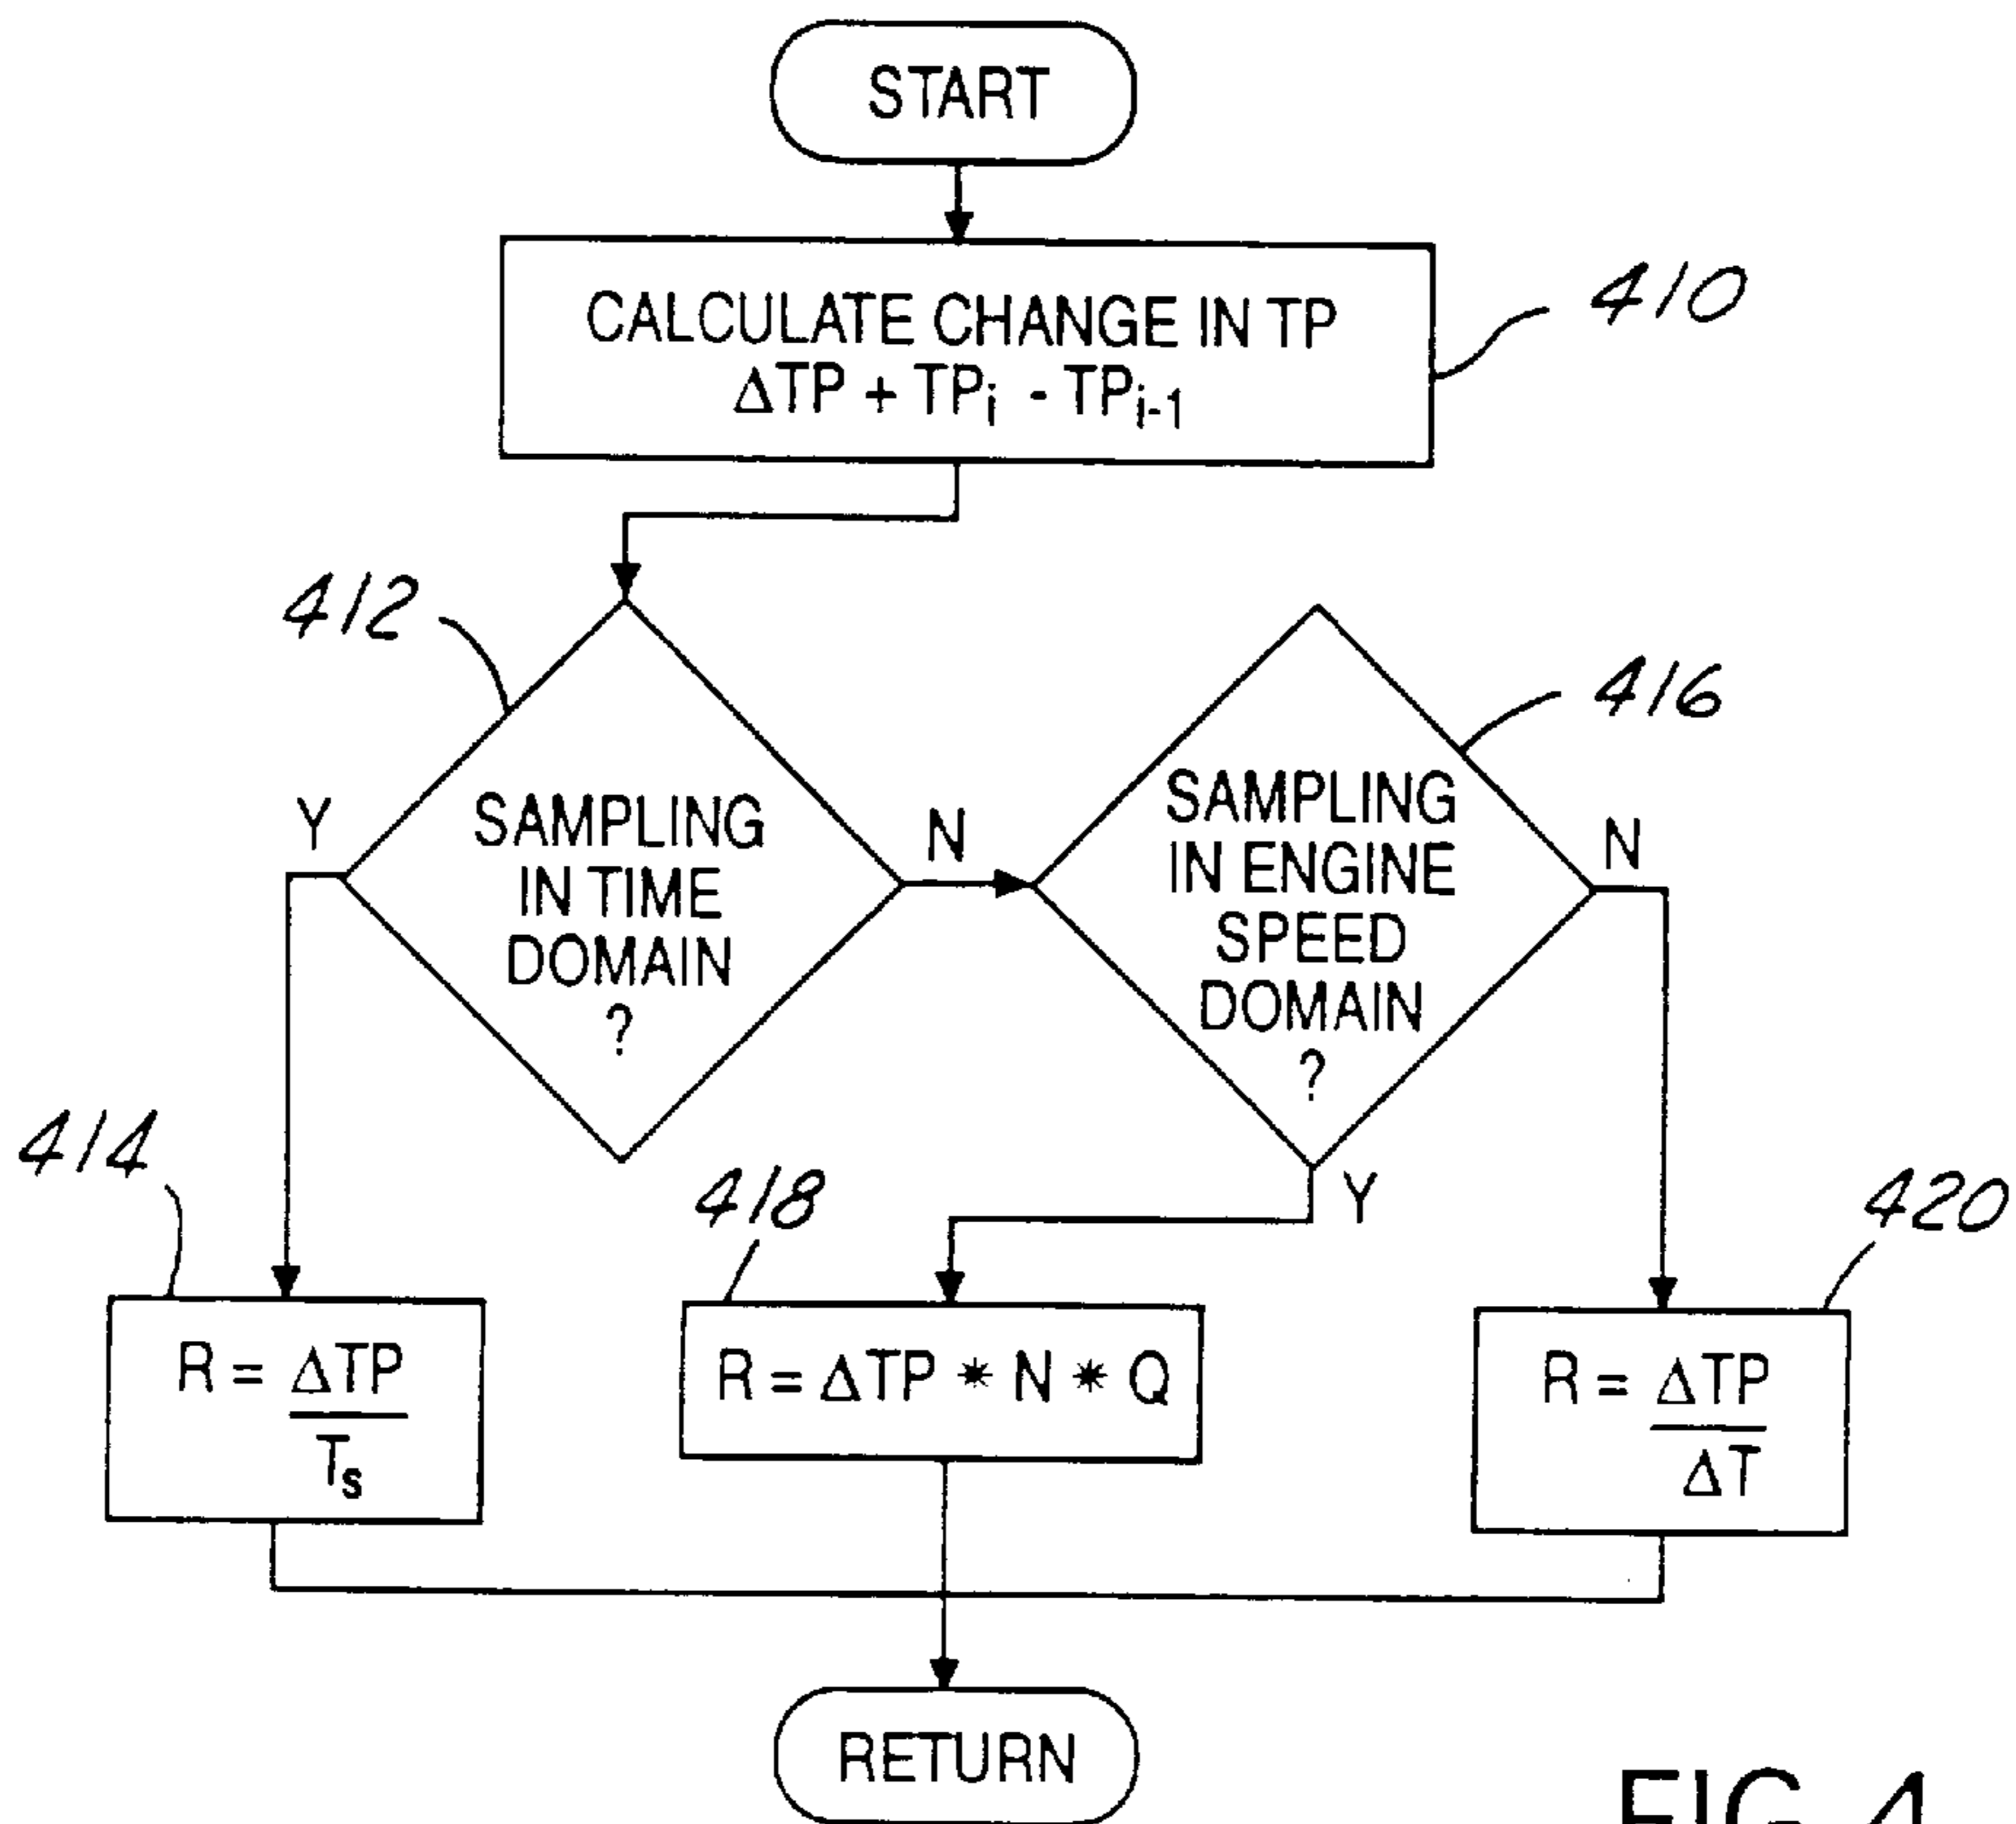 START
CALCULATE CHANGE IN TP
ΔTP + TPi - TPi-1
410
412
416
SAMPLING
IN TIME
DOMAIN
?
Y
N
SAMPLING
IN ENGINE
SPEED
DOMAIN
?
N
Y
414
418
420
R = ΔTP
Ts
R = ΔTP * N * Q
R = ΔTP
ΔT
RETURN
FIG. 4